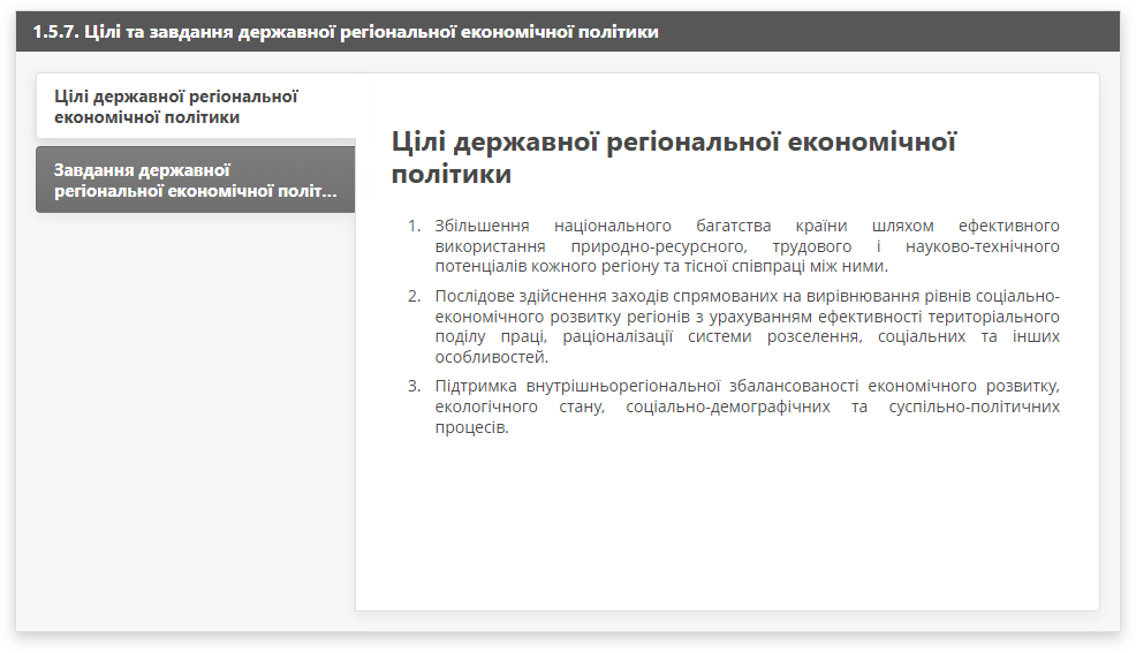 1.5.7. Цілі та завдання державної регіональної економічної політики
Цілі державної регіональної
економічної політики
Завдання державної
регіональної економічної політ...
Цілі державної регіональної економічної
політики
1. Збільшення національного багатства країни шляхом ефективного
використання природно-ресурсного, трудового і науково-технічного
потенціалів кожного регіону та тісної співпраці між ними.
2. Послідове здійснення заходів спрямованих на вирівнювання рівнів соціально-
економічного розвитку регіонів з урахуванням ефективності територіального
поділу праці, раціоналізації системи розселення, соціальних та інших
особливостей.
3. Підтримка внутрішньорегіональної збалансованості економічного розвитку,
екологічного стану, соціально-демографічних та суспільно-політичних
процесів.